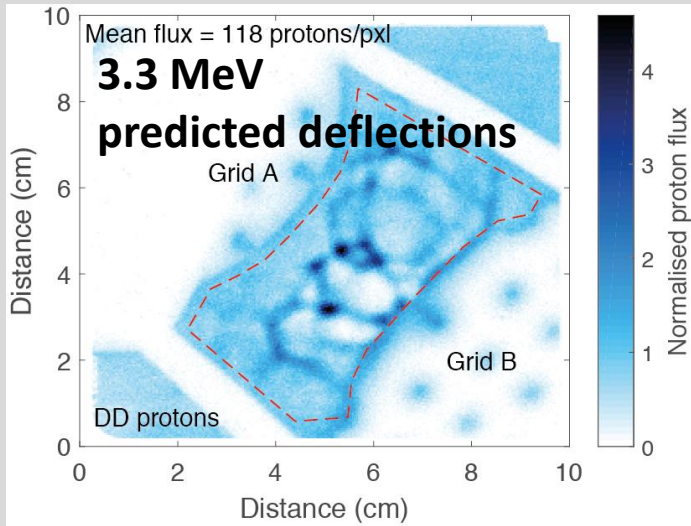 Mean flux = 118 protons/pxl
3.3 MeV
predicted deflections
Grid A
Grid B
DD protons
10
8
6
4
2
0
0
2
4
6
8
10
Distance (cm)
Distance (cm)
4
3
2
1
0
Normalised proton flux